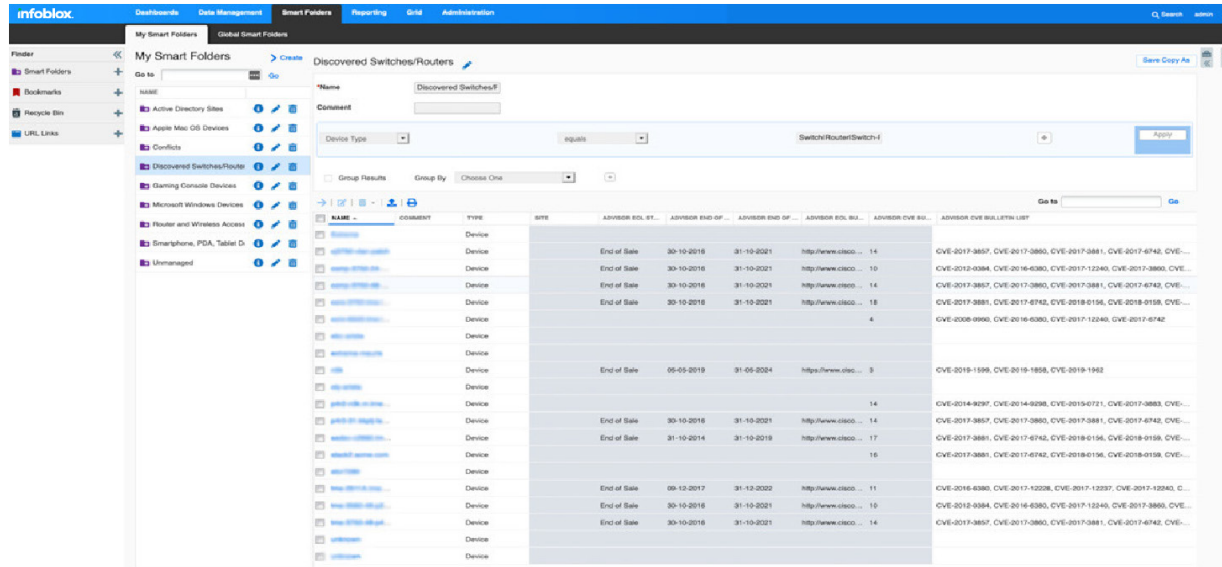 infoblox.
Dashboards Data Management Smart Folders Reporting Grid Administration
Search admin
My Smart Folders Global Smart Folders
Finder
Smart Folders
Bookmarks
Recycle Bin
URL Links
My Smart Folders
Create
Go to Go
NAME
Active Directory Sites
Apple Mac OS Devices
Conflicts
Discovered Switches/Router
Gaming Console Devices
Microsoft Windows Devices
Router and Wireless Access
Smartphone, PDA, Tablet D
Unmanaged
Discovered Switches/Routers
Save Copy As
*Name Discovered Switches/F
Comment
Device Type equals Switch|Router|Switch-F Apply
Group Results Group By Choose One
Go to Go
NAME COMMENT TYPE SITE ADVISOR EOL ST... ADVISOR END OF ... ADVISOR END OF ... ADVISOR EOL BU... ADVISOR CVE BU... ADVISOR CVE BULLETIN LIST
Device
Device End of Sale 30-10-2016 31-10-2021 http://www.cisco.... 14 CVE-2017-3857, CVE-2017-3860, CVE-2017-3881, CVE-2017-6742, CVE-...
Device End of Sale 30-10-2016 31-10-2021 http://www.cisco.... 10 CVE-2012-0384, CVE-2016-6380, CVE-2017-12240, CVE-2017-3860, CVE...
Device End of Sale 30-10-2016 31-10-2021 http://www.cisco.... 14 CVE-2017-3857, CVE-2017-3860, CVE-2017-3881, CVE-2017-6742, CVE-...
Device End of Sale 30-10-2016 31-10-2021 http://www.cisco.... 18 CVE-2017-3881, CVE-2017-6742, CVE-2018-0156, CVE-2018-0159, CVE-...
Device 4 CVE-2008-0960, CVE-2016-6380, CVE-2017-12240, CVE-2017-6742
Device
Device
Device End of Sale 05-05-2019 31-05-2024 https://www.cisc... 3 CVE-2019-1599, CVE-2019-1858, CVE-2019-1962
Device
Device 14 CVE-2014-9297, CVE-2014-9298, CVE-2015-0721, CVE-2017-3883, CVE-...
Device End of Sale 30-10-2016 31-10-2021 http://www.cisco.... 14 CVE-2017-3857, CVE-2017-3860, CVE-2017-3881, CVE-2017-6742, CVE-...
Device End of Sale 31-10-2014 31-10-2019 http://www.cisco.... 17 CVE-2017-3881, CVE-2017-6742, CVE-2018-0156, CVE-2018-0159, CVE-...
Device 16 CVE-2017-3881, CVE-2017-6742, CVE-2018-0156, CVE-2018-0159, CVE-...
Device
Device End of Sale 09-12-2017 31-12-2022 http://www.cisco.... 11 CVE-2016-6380, CVE-2017-12228, CVE-2017-12237, CVE-2017-12240, C...
Device End of Sale 30-10-2016 31-10-2021 http://www.cisco.... 10 CVE-2012-0384, CVE-2016-6380, CVE-2017-12240, CVE-2017-3860, CVE...
Device End of Sale 30-10-2016 31-10-2021 http://www.cisco.... 14 CVE-2017-3857, CVE-2017-3860, CVE-2017-3881, CVE-2017-6742, CVE-...
Device
Device